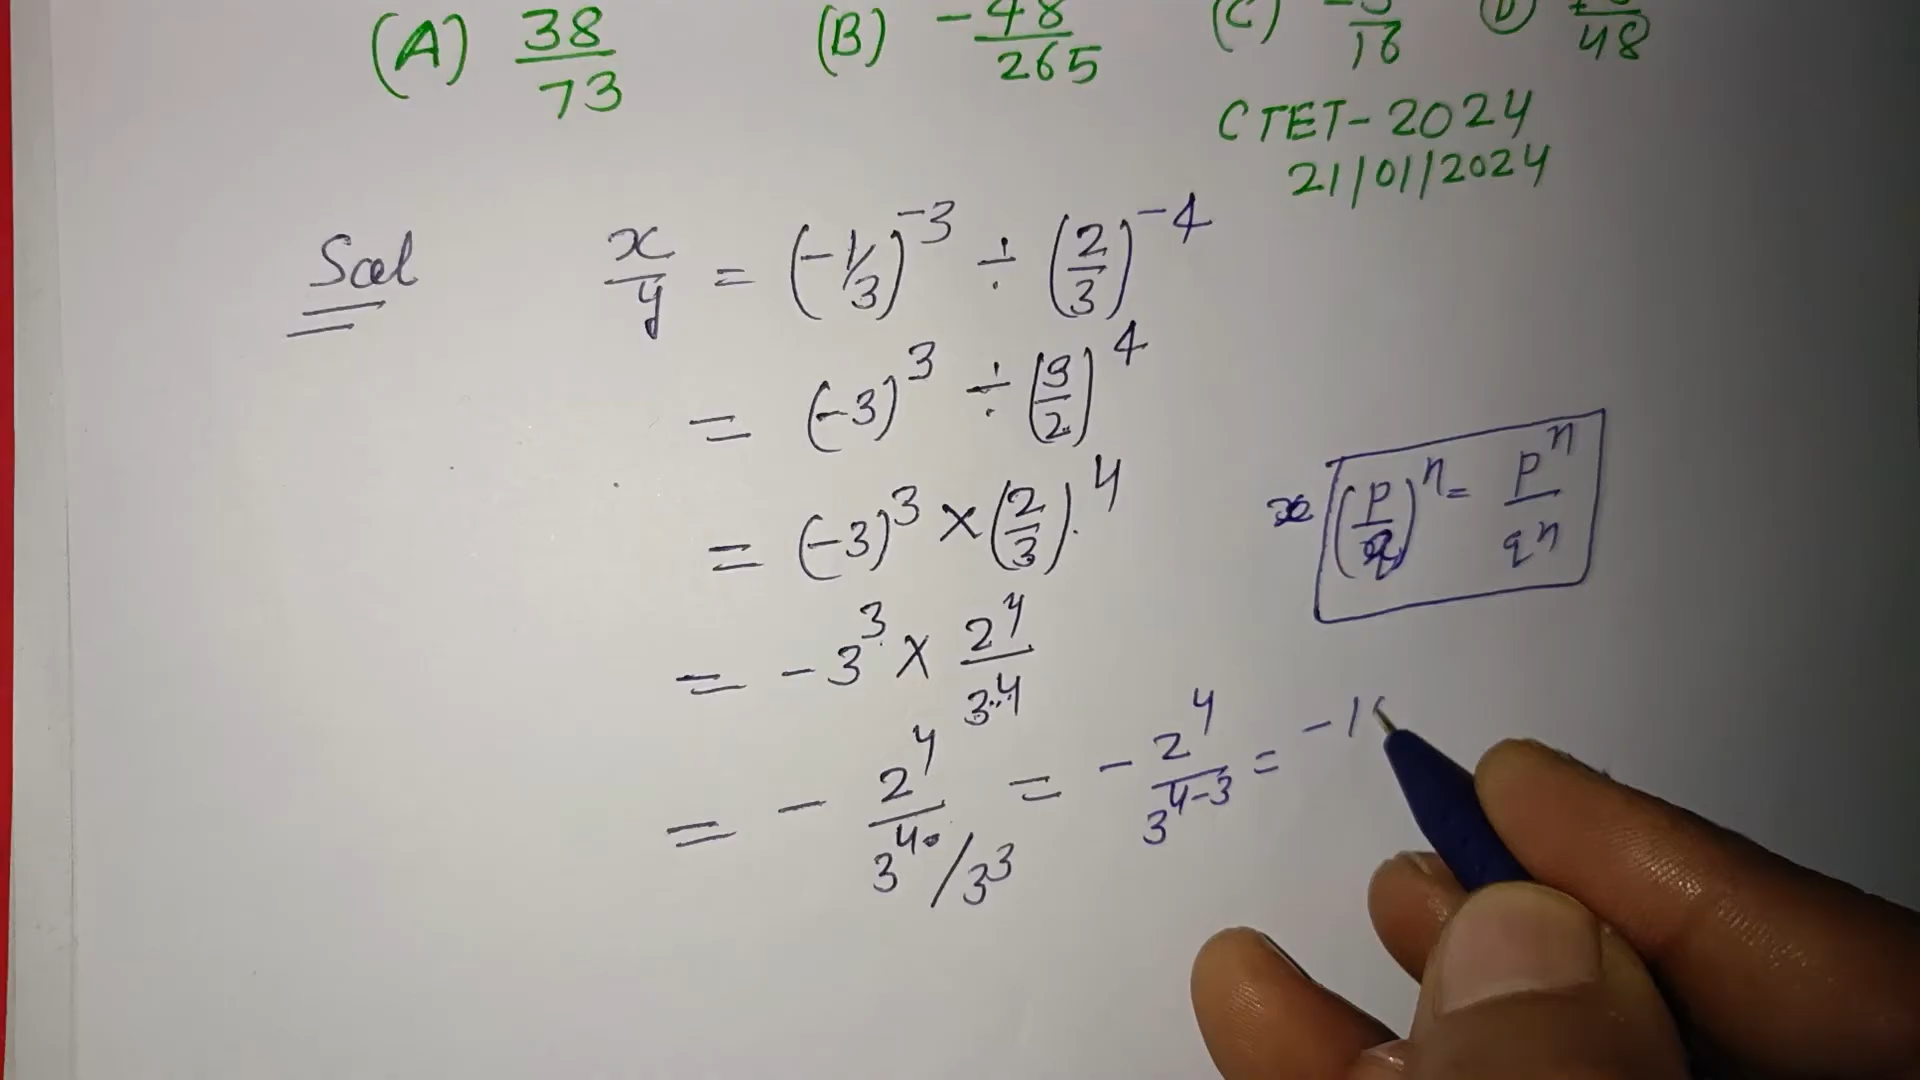 (A) 38/73 (B) -48/265 (C) /16 (D) /48
CTET-2024
21/01/2024
Sol x/y = (-1/3)^-3 ÷ (2/3)^-4
= (-3)^3 ÷ (3/2)^4
= (-3)^3 × (2/3)^4
(p/q)^n = p^n/q^n
= -3^3 × 2^4/3^4
= - 2^4/3^4/3^3 = - 2^4/3^4-3 = -1